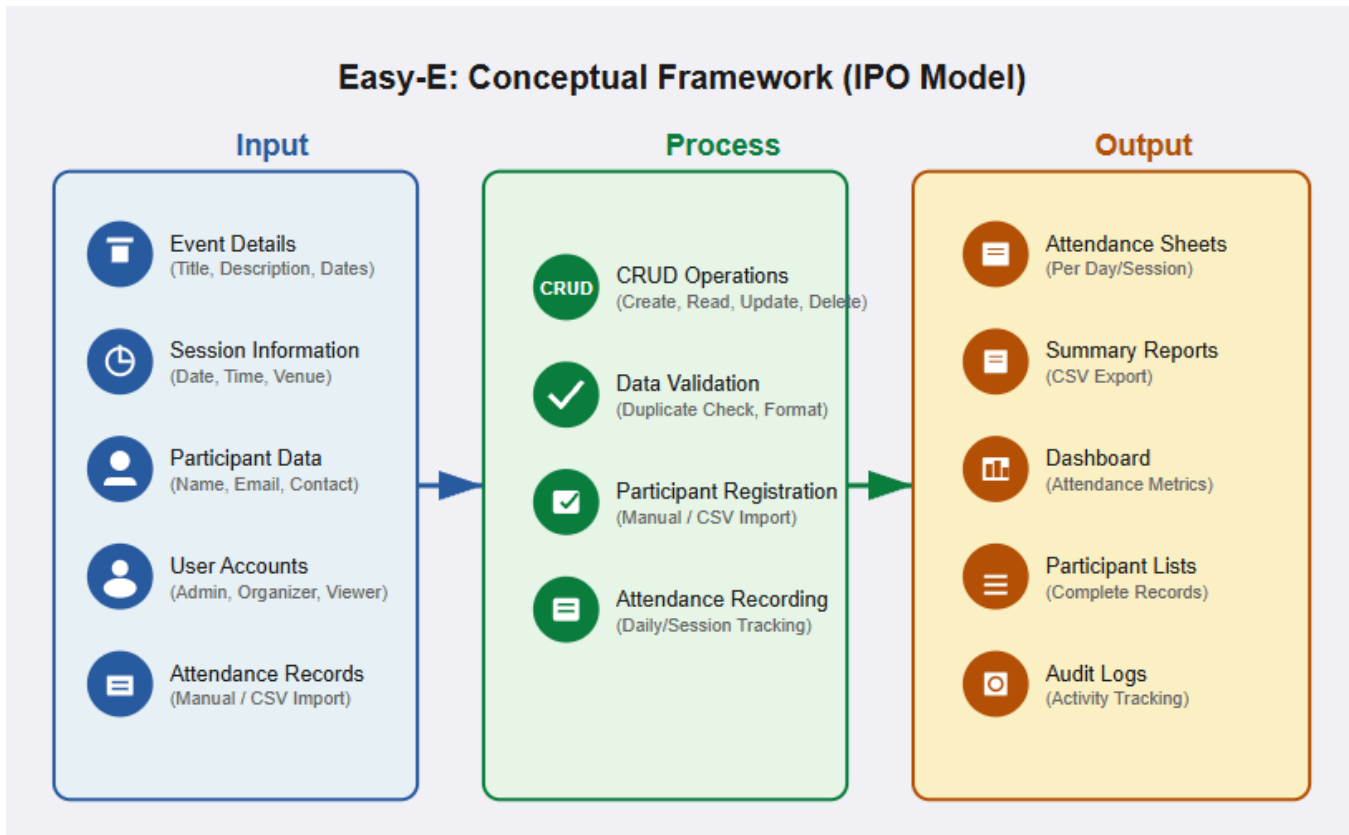 Easy-E: Conceptual Framework (IPO Model)
Input
Event Details
(Title, Description, Dates)
Session Information
(Date, Time, Venue)
Participant Data
(Name, Email, Contact)
User Accounts
(Admin, Organizer, Viewer)
Attendance Records
(Manual / CSV Import)
Process
CRUD
CRUD Operations
(Create, Read, Update, Delete)
Data Validation
(Duplicate Check, Format)
Participant Registration
(Manual / CSV Import)
Attendance Recording
(Daily/Session Tracking)
Output
Attendance Sheets
(Per Day/Session)
Summary Reports
(CSV Export)
Dashboard
(Attendance Metrics)
Participant Lists
(Complete Records)
Audit Logs
(Activity Tracking)